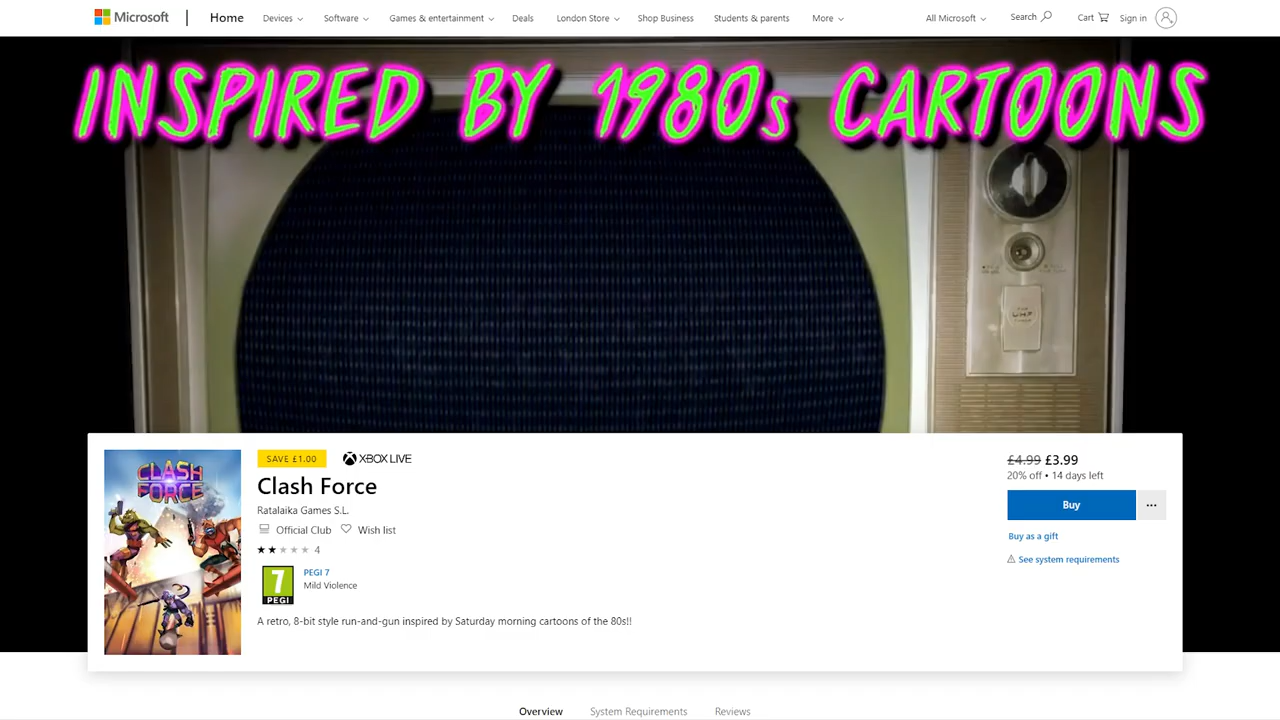 Microsoft
Home
Devices
Software
Games & entertainment
Deals
London Store
Shop Business
Students & parents
More
All Microsoft
Search
Cart
Sign in
INSPIRED BY 1980s CARTOONS
UHF
CLASH
FORCE
SAVE £1.00
XBOX LIVE
Clash Force
Ratalaika Games S.L.
Official Club
Wish list
4
7
PEGI
PEGI 7
Mild Violence
A retro, 8-bit style run-and-gun inspired by Saturday morning cartoons of the 80s!!
£4.99 £3.99
20% off • 14 days left
Buy
Buy as a gift
See system requirements
Overview
System Requirements
Reviews